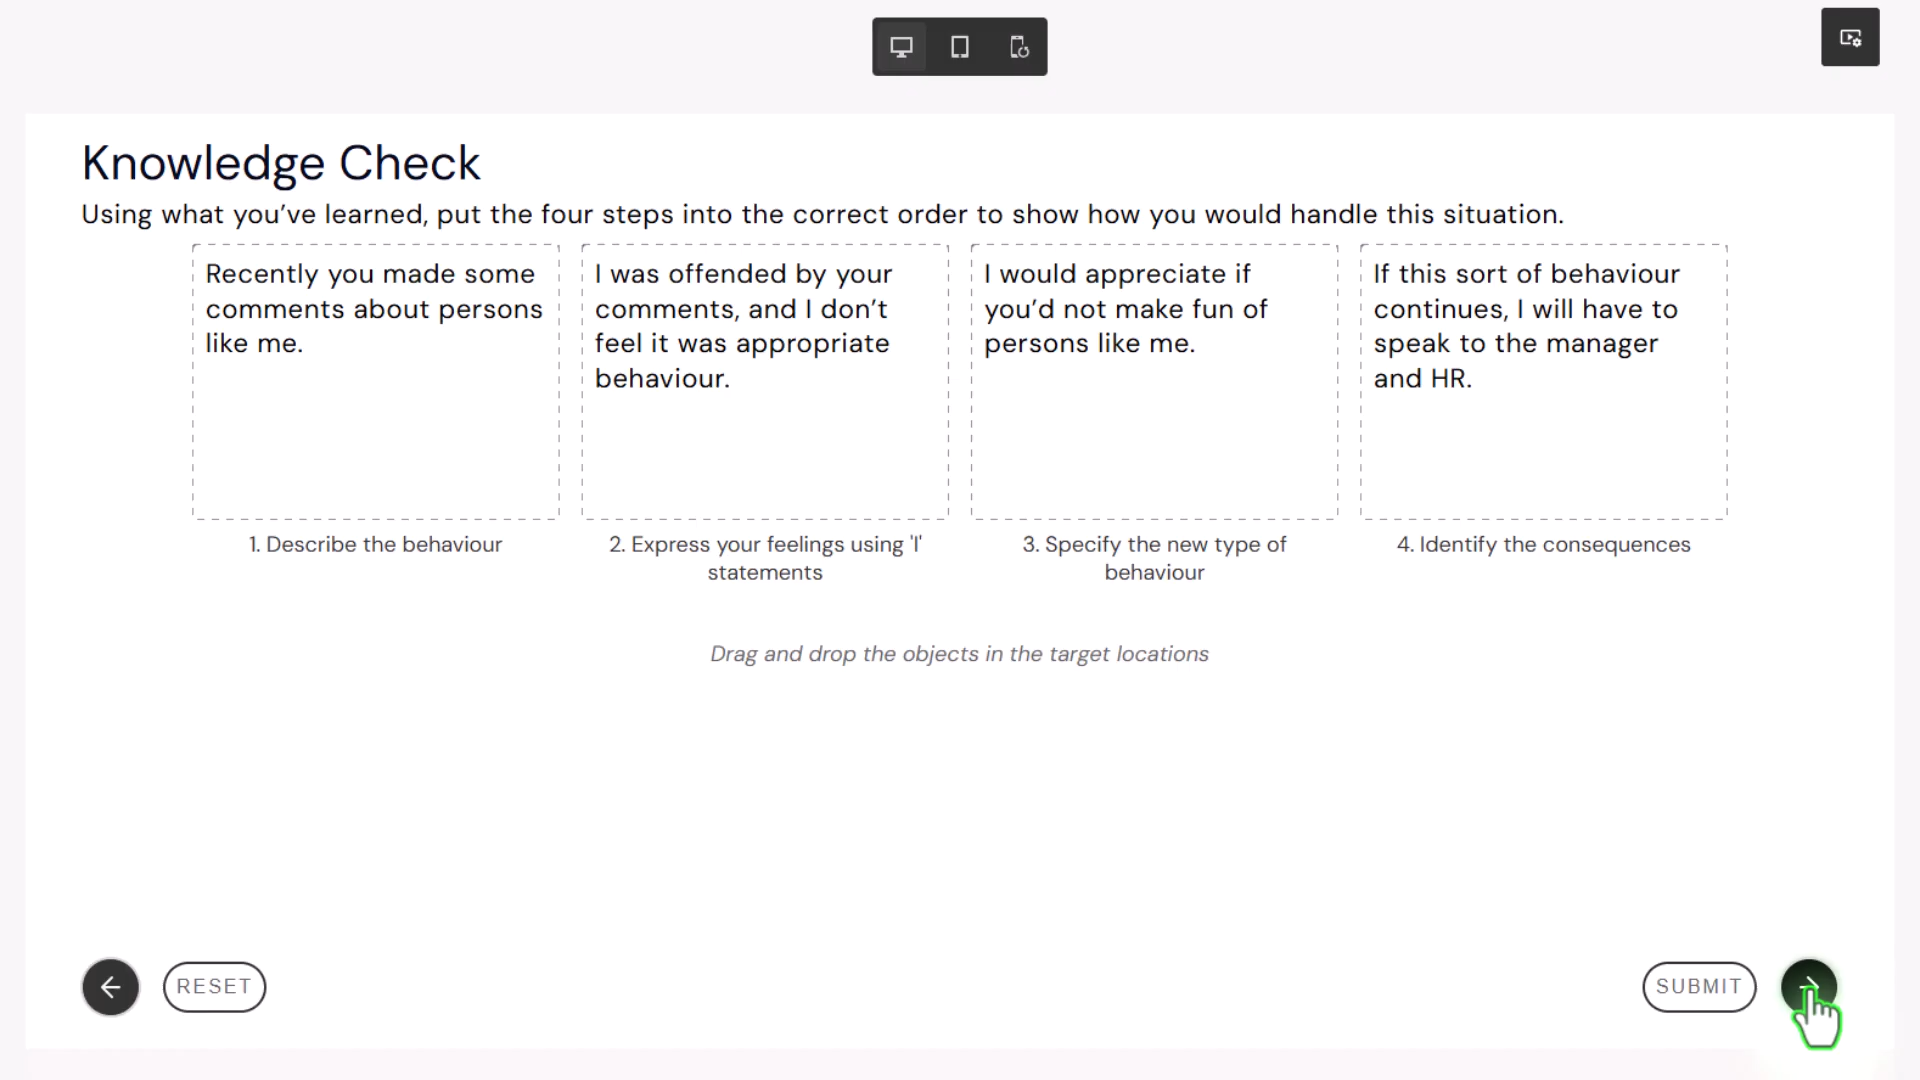 Knowledge Check
Using what you’ve learned, put the four steps into the correct order to show how you would handle this situation.
Recently you made some
comments about persons
like me.
I was offended by your
comments, and I don’t
feel it was appropriate
behaviour.
I would appreciate if
you’d not make fun of
persons like me.
If this sort of behaviour
continues, I will have to
speak to the manager
and HR.
1. Describe the behaviour
2. Express your feelings using 'I'
statements
3. Specify the new type of
behaviour
4. Identify the consequences
Drag and drop the objects in the target locations
RESET
SUBMIT